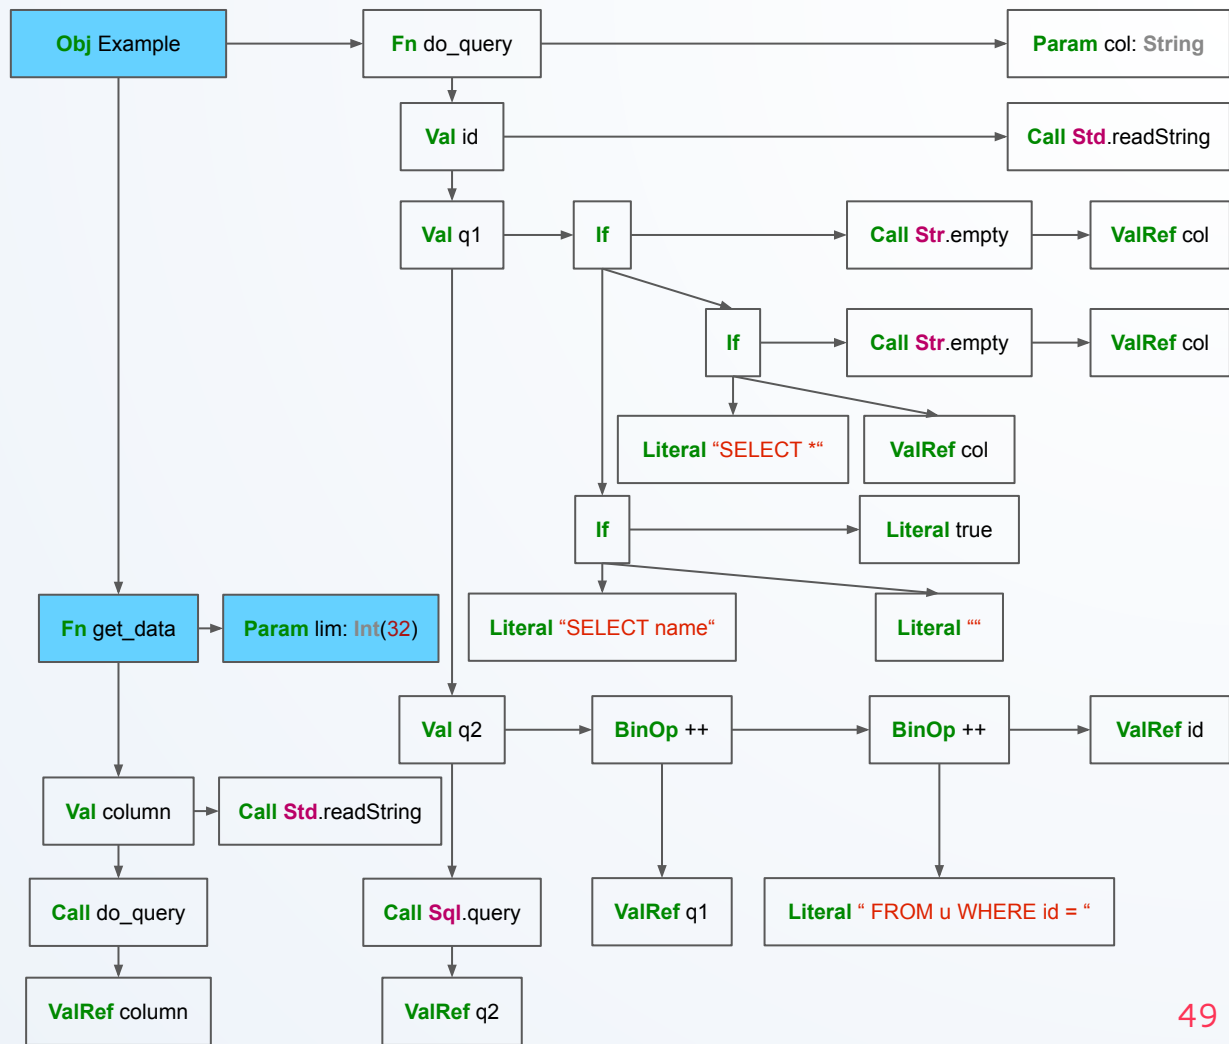 Obj Example
Fn do_query
Param col: String
Val id
Call Std.readString
Val q1
If
Call Str.empty
ValRef col
If
Call Str.empty
ValRef col
Literal “SELECT *“
ValRef col
If
Literal true
Fn get_data
Param lim: Int(32)
Literal “SELECT name“
Literal ““
Val q2
BinOp ++
BinOp ++
ValRef id
Val column
Call Std.readString
Call do_query
Call Sql.query
ValRef q1
Literal “ FROM u WHERE id = “
ValRef column
ValRef q2
49